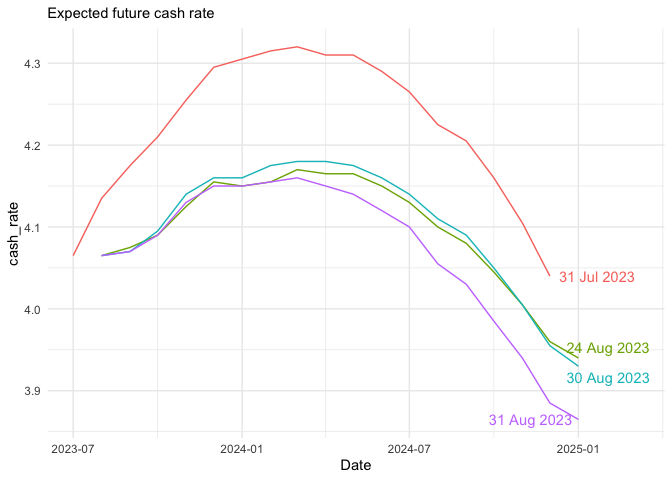 Expected future cash rate
4.3
4.2
4.1
4.0
3.9
cash_rate
31 Jul 2023
24 Aug 2023
30 Aug 2023
31 Aug 2023
2023-07
2024-01
2024-07
2025-01
Date